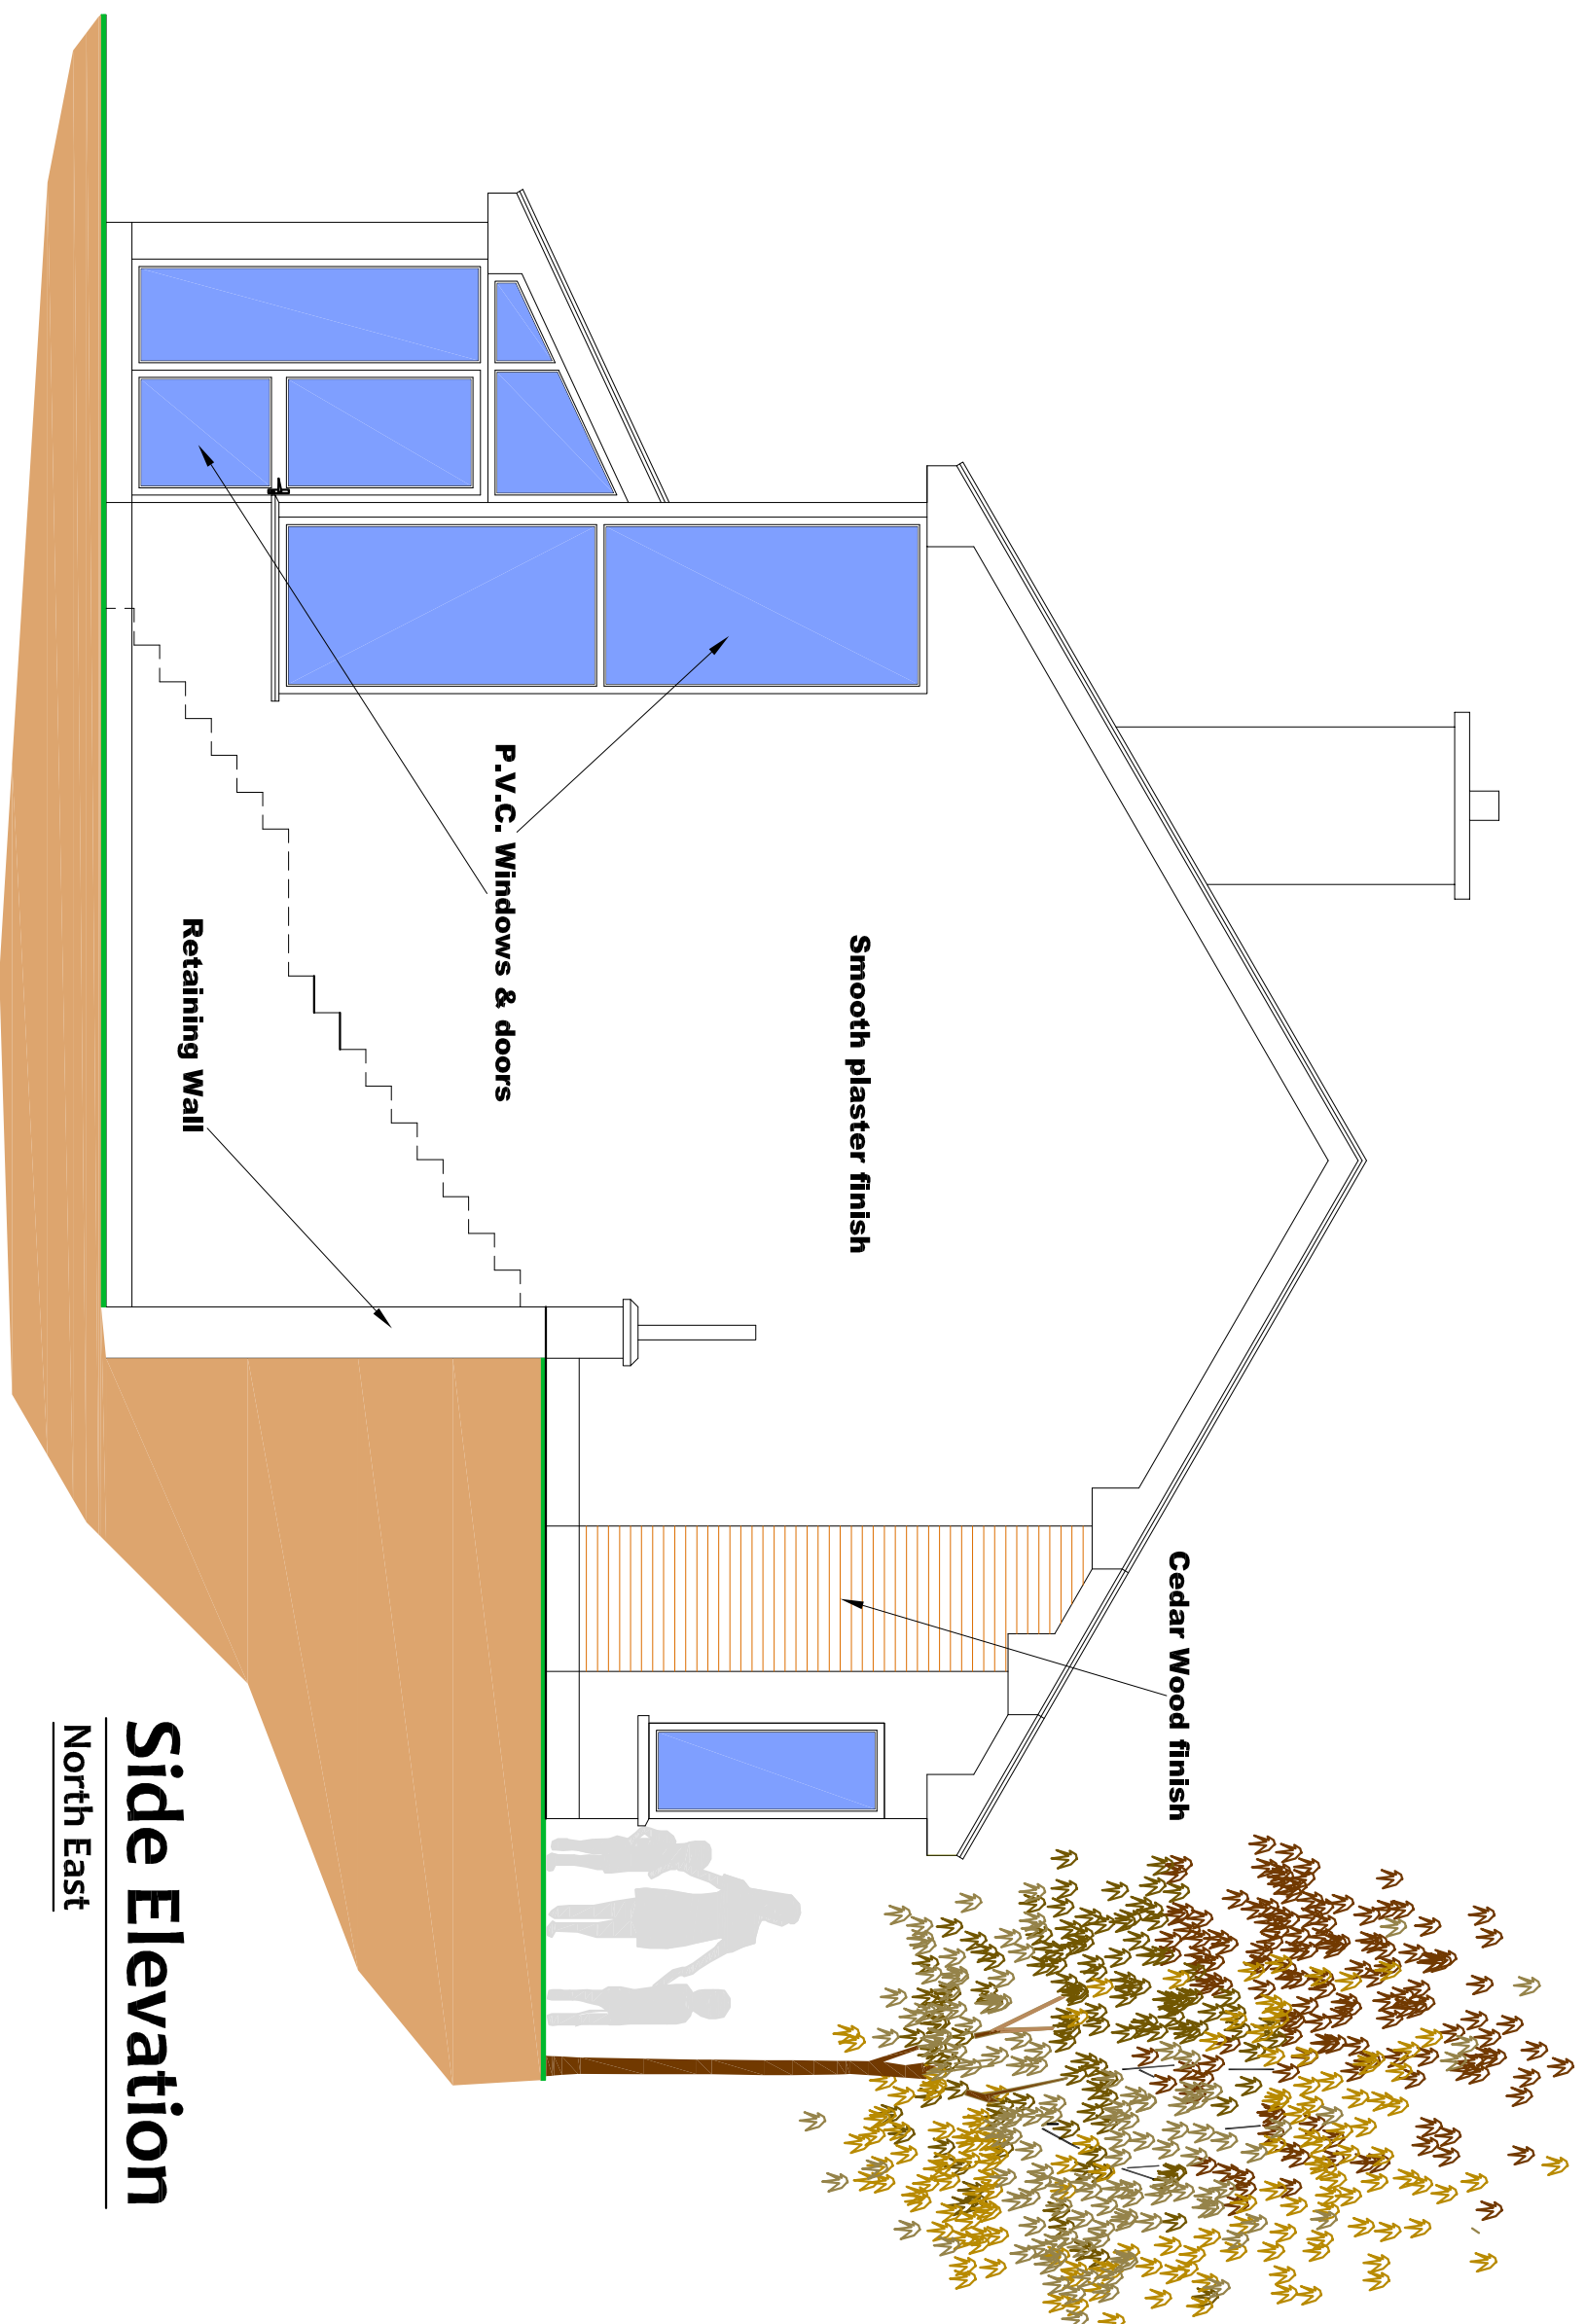 Cedar Wood finish
Smooth plaster finish
P.V.C. Windows & doors
Retaining Wall
Side Elevation
North East